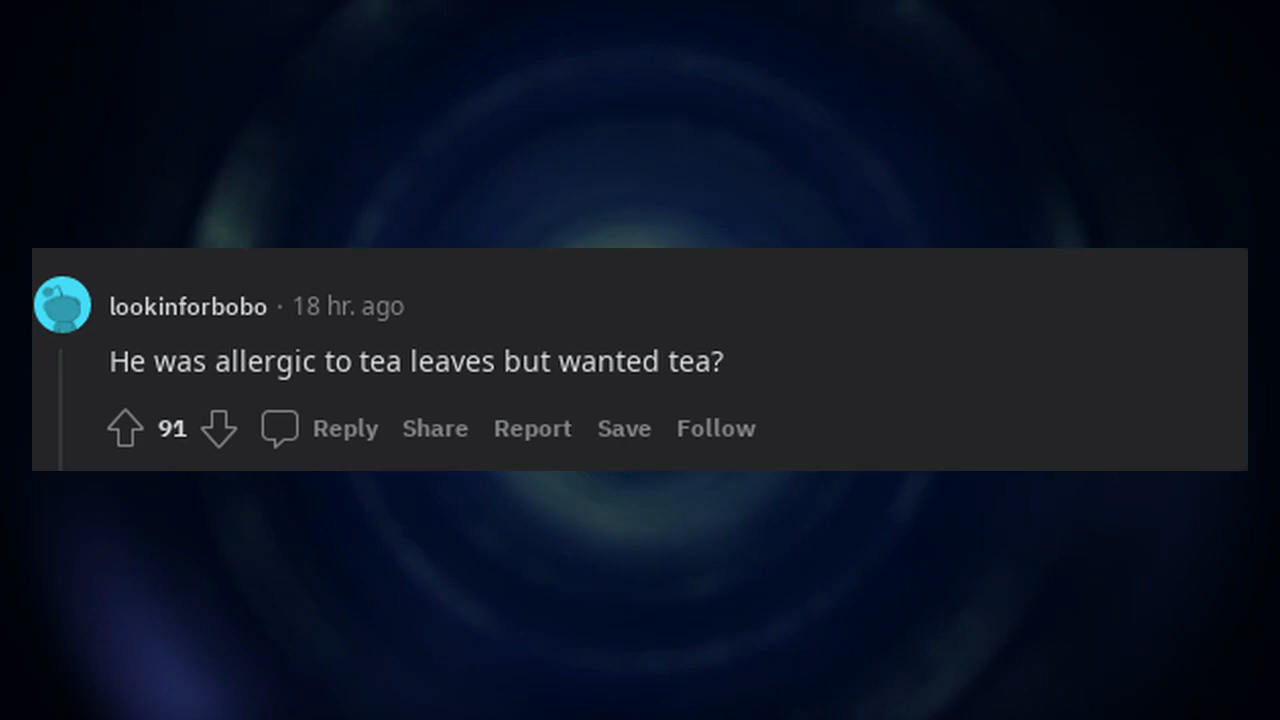 lookinforbobo · 18 hr. ago
He was allergic to tea leaves but wanted tea?
91 Reply Share Report Save Follow